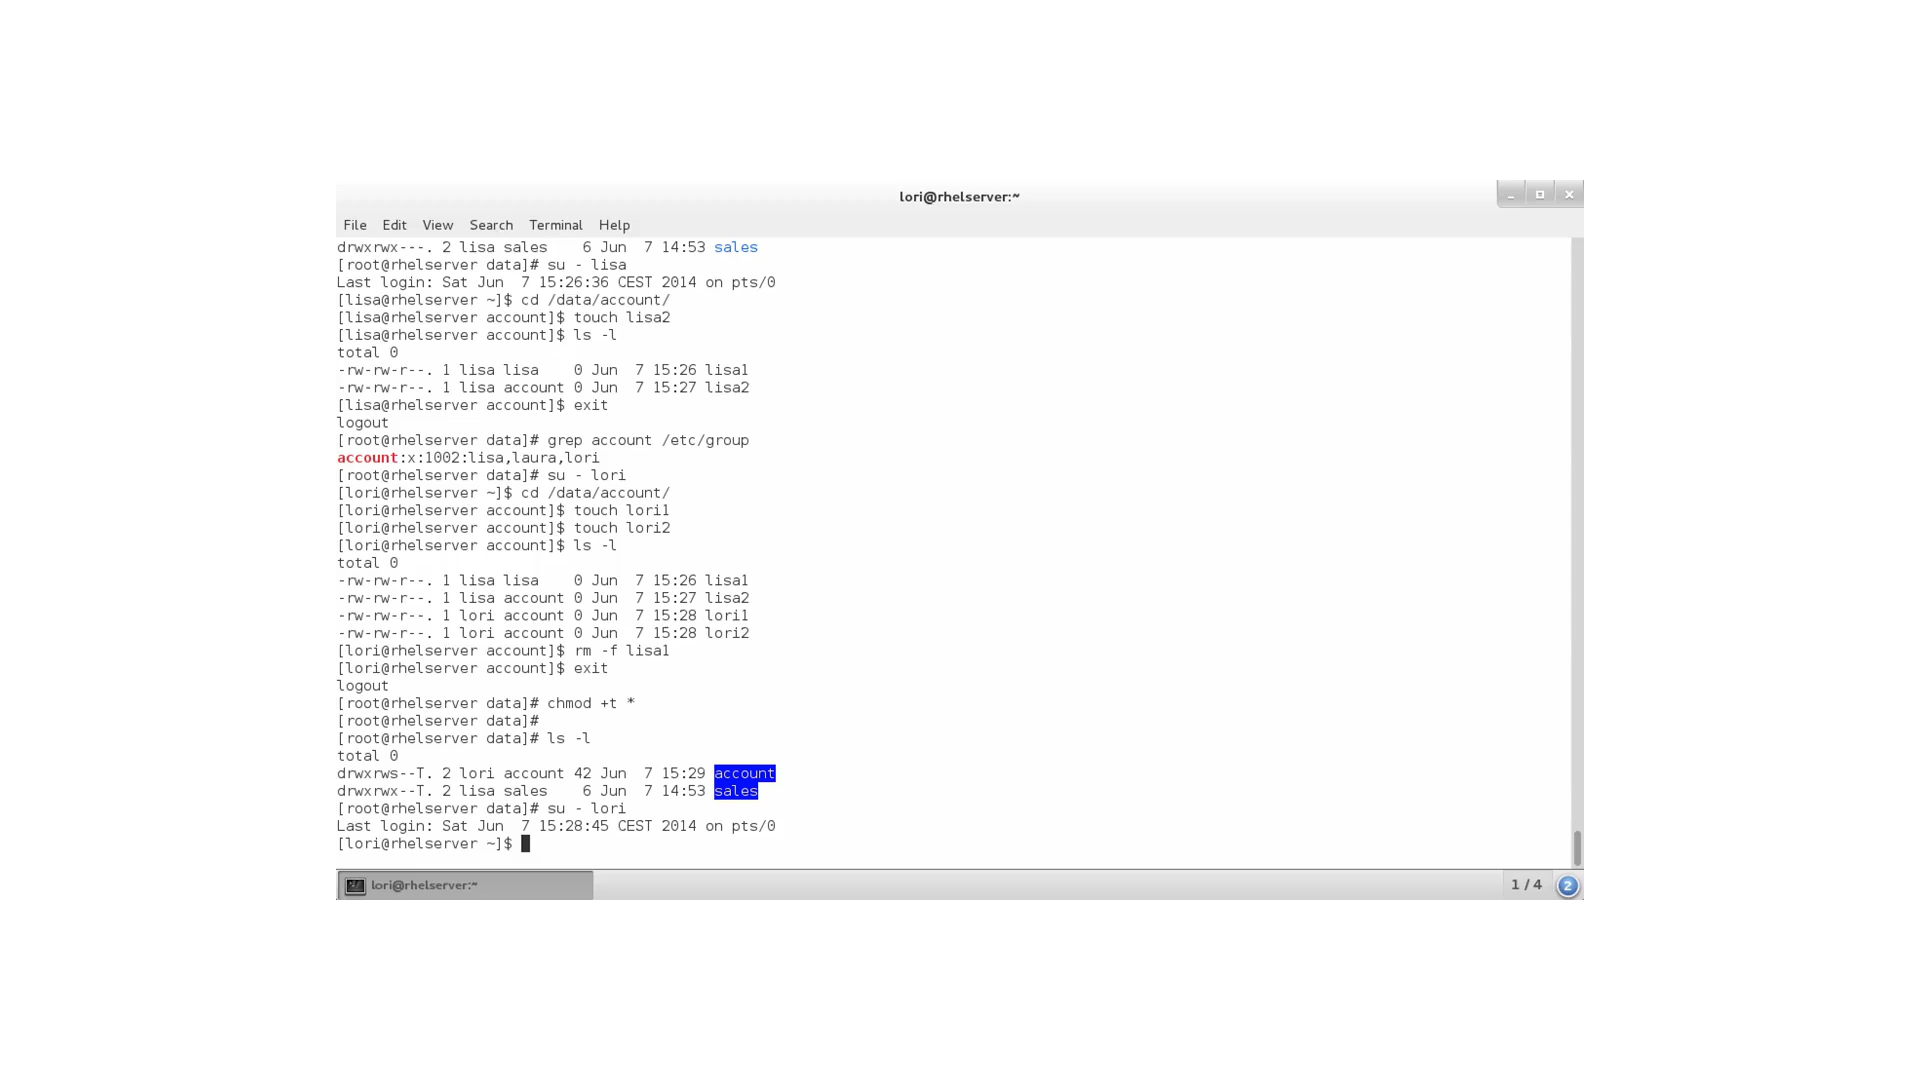 lori@rhelserver:~
File Edit View Search Terminal Help
drwxrwx---. 2 lisa sales    6 Jun  7 14:53 sales
[root@rhelserver data]# su - lisa
Last login: Sat Jun  7 15:26:36 CEST 2014 on pts/0
[lisa@rhelserver ~]$ cd /data/account/
[lisa@rhelserver account]$ touch lisa2
[lisa@rhelserver account]$ ls -l
total 0
-rw-rw-r--. 1 lisa lisa    0 Jun  7 15:26 lisa1
-rw-rw-r--. 1 lisa account 0 Jun  7 15:27 lisa2
[lisa@rhelserver account]$ exit
logout
[root@rhelserver data]# grep account /etc/group
account:x:1002:lisa,laura,lori
[root@rhelserver data]# su - lori
[lori@rhelserver ~]$ cd /data/account/
[lori@rhelserver account]$ touch lori1
[lori@rhelserver account]$ touch lori2
[lori@rhelserver account]$ ls -l
total 0
-rw-rw-r--. 1 lisa lisa    0 Jun  7 15:26 lisa1
-rw-rw-r--. 1 lisa account 0 Jun  7 15:27 lisa2
-rw-rw-r--. 1 lori account 0 Jun  7 15:28 lori1
-rw-rw-r--. 1 lori account 0 Jun  7 15:28 lori2
[lori@rhelserver account]$ rm -f lisa1
[lori@rhelserver account]$ exit
logout
[root@rhelserver data]# chmod +t *
[root@rhelserver data]#
[root@rhelserver data]# ls -l
total 0
drwxrws--T. 2 lori account 42 Jun  7 15:29 account
drwxrwx--T. 2 lisa sales    6 Jun  7 14:53 sales
[root@rhelserver data]# su - lori
Last login: Sat Jun  7 15:28:45 CEST 2014 on pts/0
[lori@rhelserver ~]$
lori@rhelserver:~ 1 / 4 2